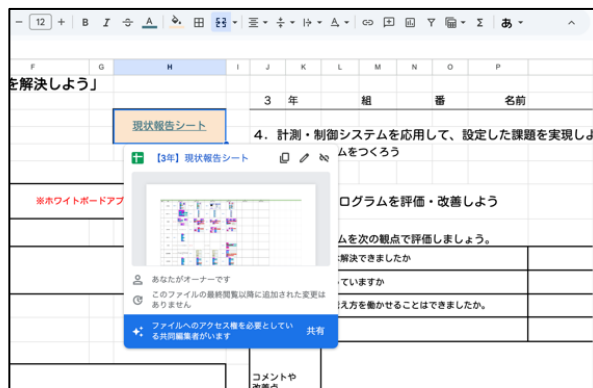 12
B I S A
Σ あ
F G H I J K L M N O P
を解決しよう」
3 年 組 番 名前
現状報告シート
4．計測・制御システムを応用して、設定した課題を実現しよ
ムをつくろう
【3年】現状報告シート
※ホワイトボードアプ
ログラムを評価・改善しよう
ムを次の観点で評価しましょう。
解決できましたか
あなたがオーナーです
ていますか
このファイルの最終閲覧以降に追加された変更は
ありません
え方を働かせることはできましたか。
ファイルへのアクセス権を必要としてい
る共同編集者がいます
共有
コメントや
改善点